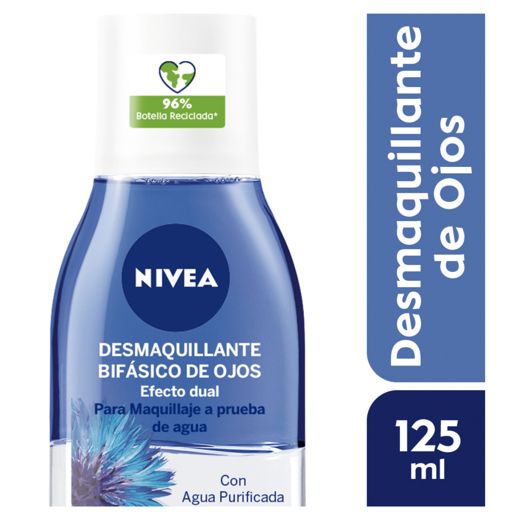 96%
Botella Reciclada*
NIVEA
DESMAQUILLANTE
BIFÁSICO DE OJOS
Efecto dual
Para Maquillaje a prueba
de agua
Con
Agua Purificada
Desmaquillante
de Ojos
125
ml